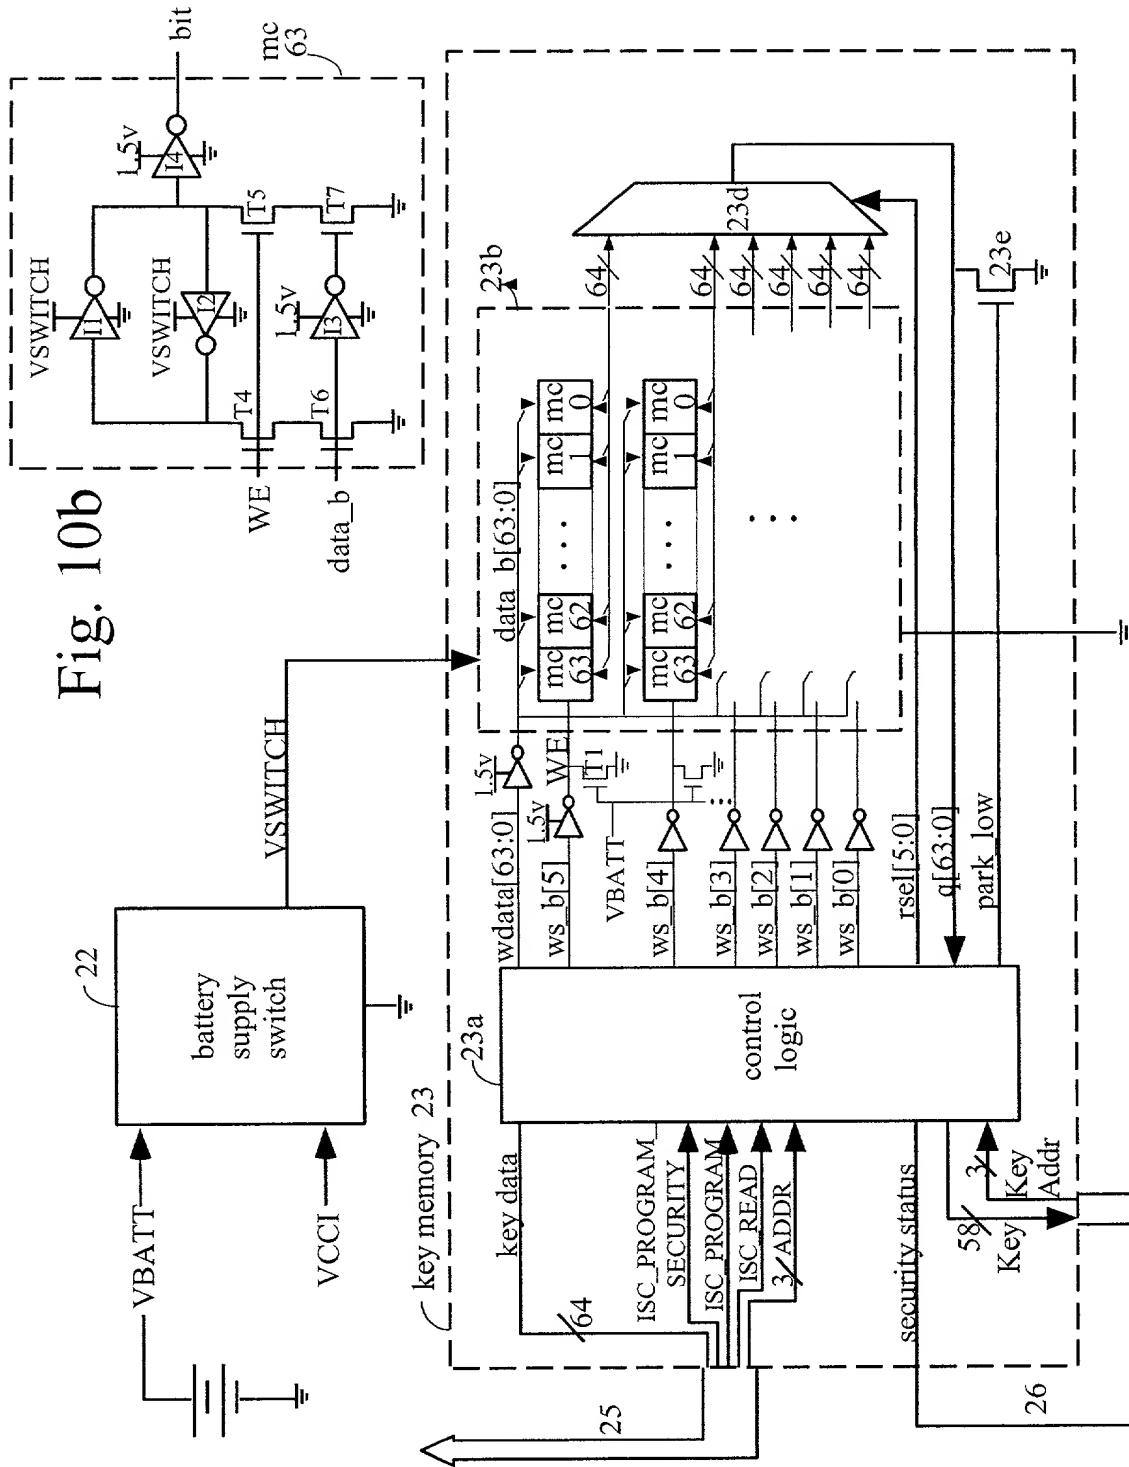 Fig. 10b
VSWITCH
I1
VSWITCH
I2
1.5v
I4
bit
mc
63
WE
T4
T5
data_b
T6
1.5v
I3
T7
VBATT
VCCI
22
battery
supply
switch
VSWITCH
key memory 23
23a
control
logic
key data
64
ISC_PROGRAM_
SECURITY
ISC_PROGRAM
ISC_READ
3
ADDR
25
security status
26
58
Key
3
Key
Addr
wdata[63:0]
1.5v
ws_b[5]
1.5v
WE
T1
VBATT
ws_b[4]
ws_b[3]
ws_b[2]
ws_b[1]
ws_b[0]
rsel[5:0]
q[63:0]
park_low
23b
data b[63:0]
mc
63
mc
62
mc
1
mc
0
mc
63
mc
62
mc
1
mc
0
64
64
64
64
64
64
23d
23e